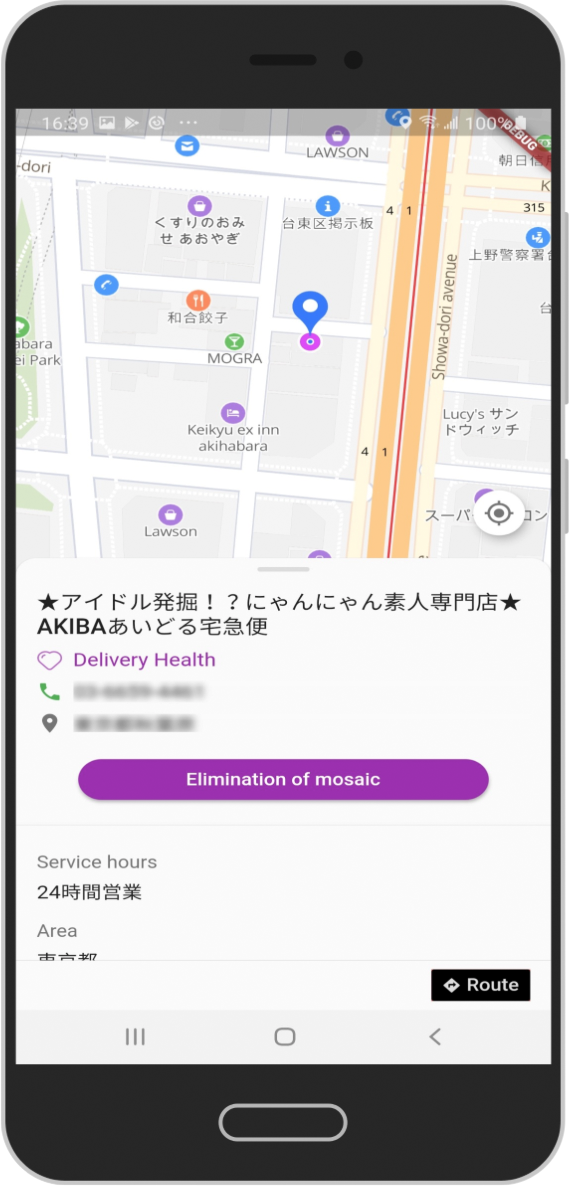 16:39
100%
DEBUG
-dori
LAWSON
朝日信
K
くすりのおみ
せ あおやぎ
台東区掲示板
4 1
315
上野警察署
Showa-dori avenue
和合餃子
台
abara
ei Park
MOGRA
Keikyu ex inn
akihabara
Lucy's サン
ドウィッチ
4 1
Lawson
スーパ
コン
★アイドル発掘！？にゃんにゃん素人専門店★
AKIBAあいどる宅急便
Delivery Health
Elimination of mosaic
Service hours
24時間営業
Area
東京都
Route